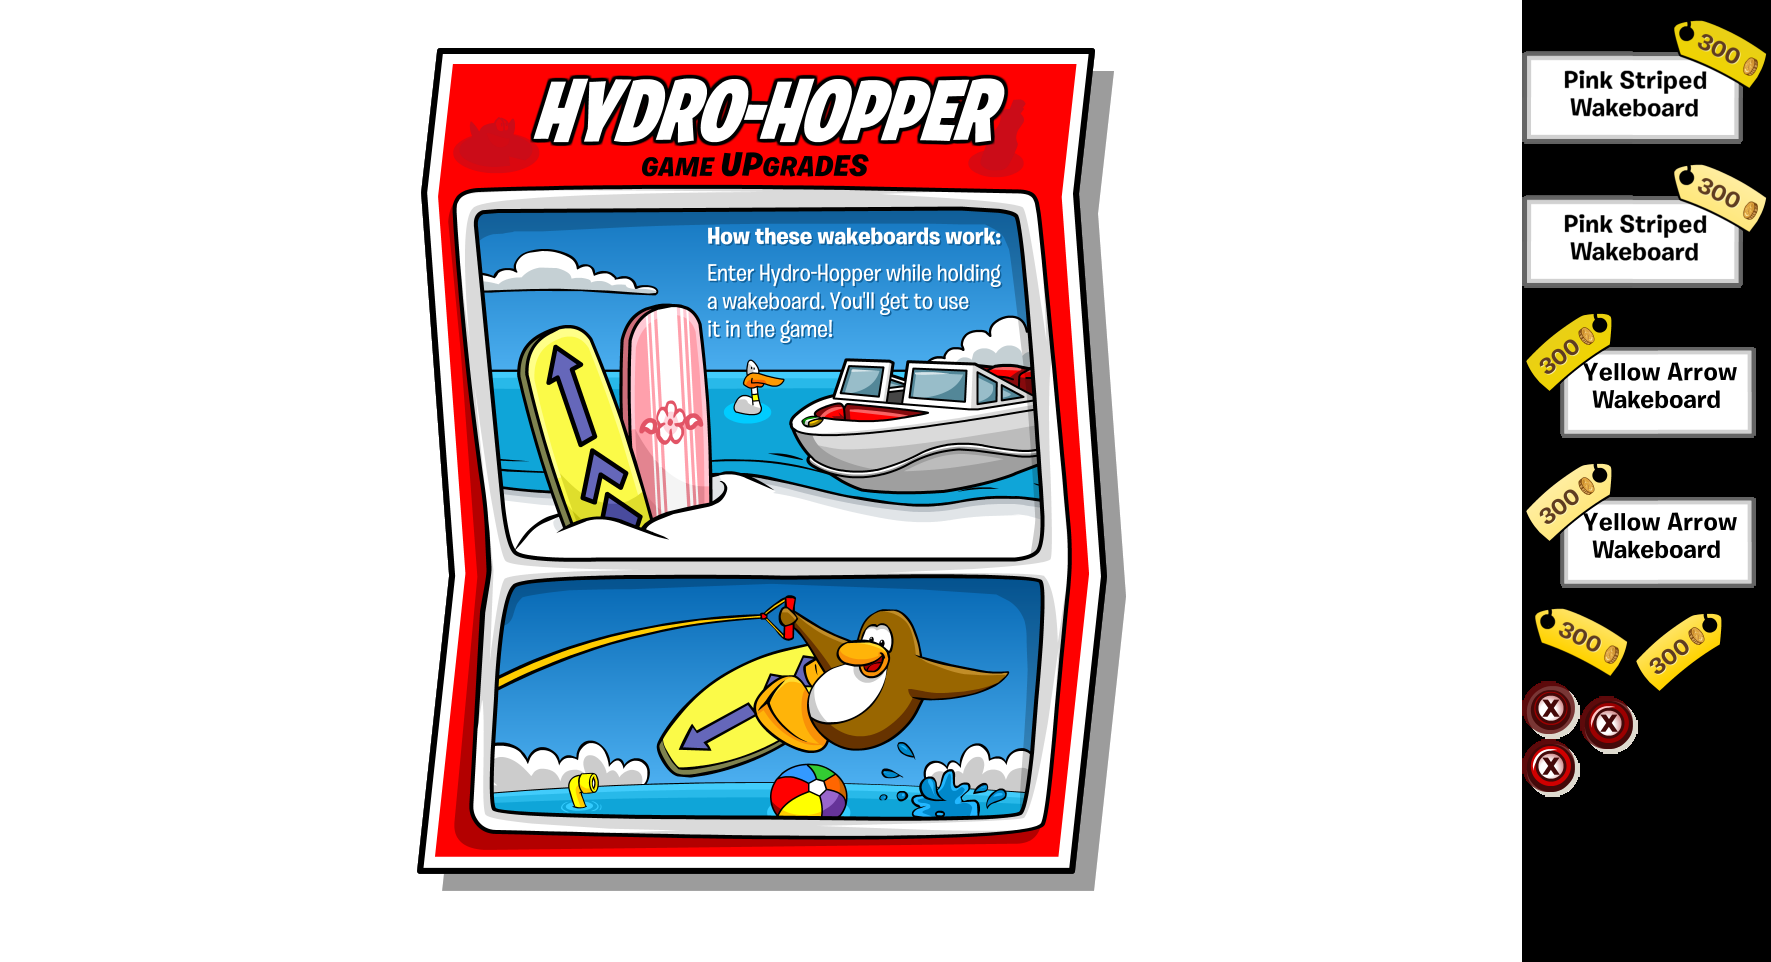 HYDRO-HOPPER
GAME UPGRADES
How these wakeboards work:
Enter Hydro-Hopper while holding
a wakeboard. You'll get to use
it in the game!
300
Pink Striped
Wakeboard
300
Pink Striped
Wakeboard
300
Yellow Arrow
Wakeboard
300
Yellow Arrow
Wakeboard
300
300
X
X
X